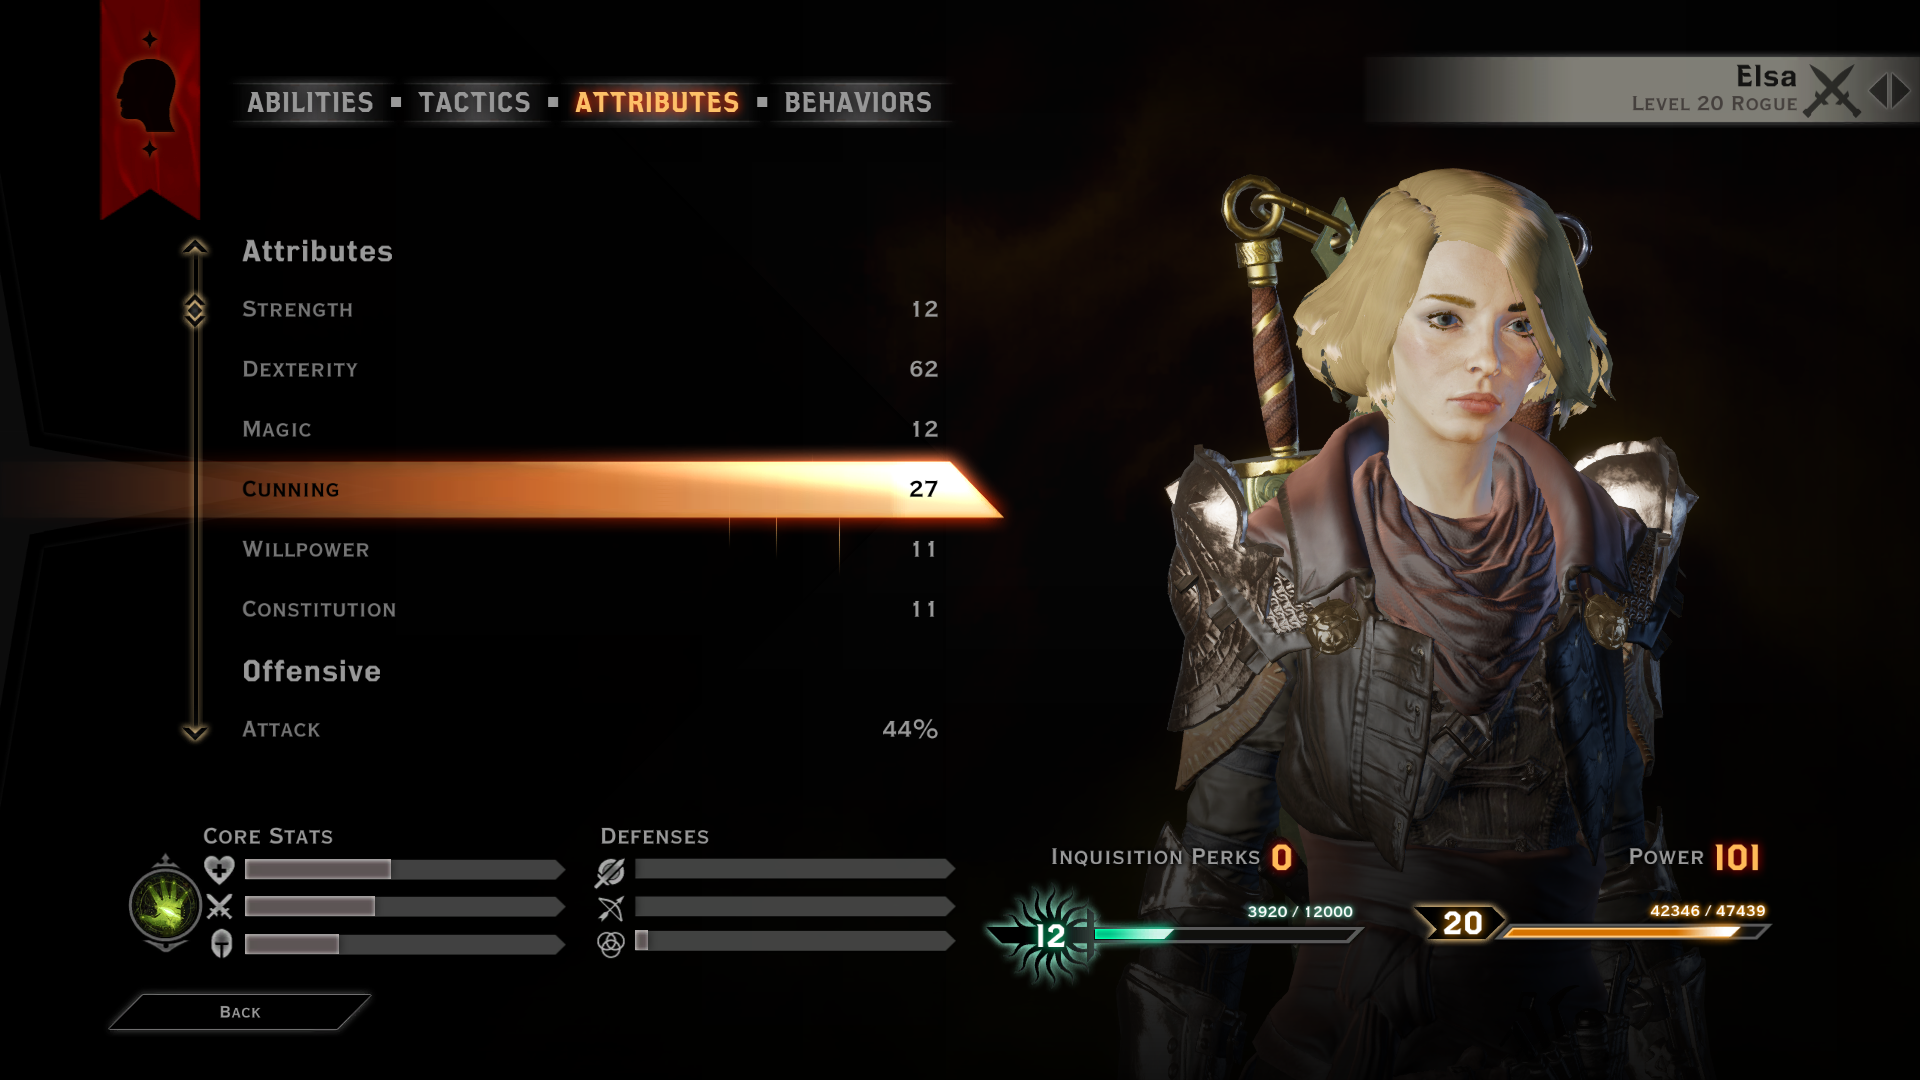 ABILITIES ▪ TACTICS ▪ ATTRIBUTES ▪ BEHAVIORS
Elsa
LEVEL 20 ROGUE
Attributes
STRENGTH 12
DEXTERITY 62
MAGIC 12
CUNNING 27
WILLPOWER 11
CONSTITUTION 11
Offensive
ATTACK 44%
CORE STATS
DEFENSES
INQUISITION PERKS 0
POWER 101
3920 / 12000
12
42346 / 47439
20
BACK